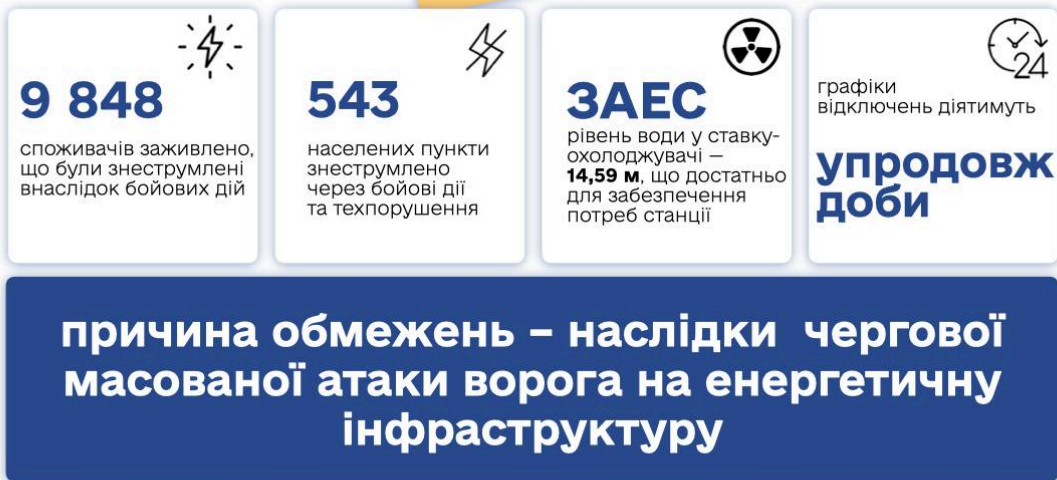 9 848
споживачів заживлено,
що були знеструмлені
внаслідок бойових дій
543
населених пункти
знеструмлено
через бойові дії
та техпорушення
ЗАЕС
рівень води у ставку-
охолоджувачі –
14,59 м, що достатньо
для забезпечення
потреб станції
24
графіки
відключень діятимуть
упродовж
доби
причина обмежень – наслідки чергової
масованої атаки ворога на енергетичну
інфраструктуру